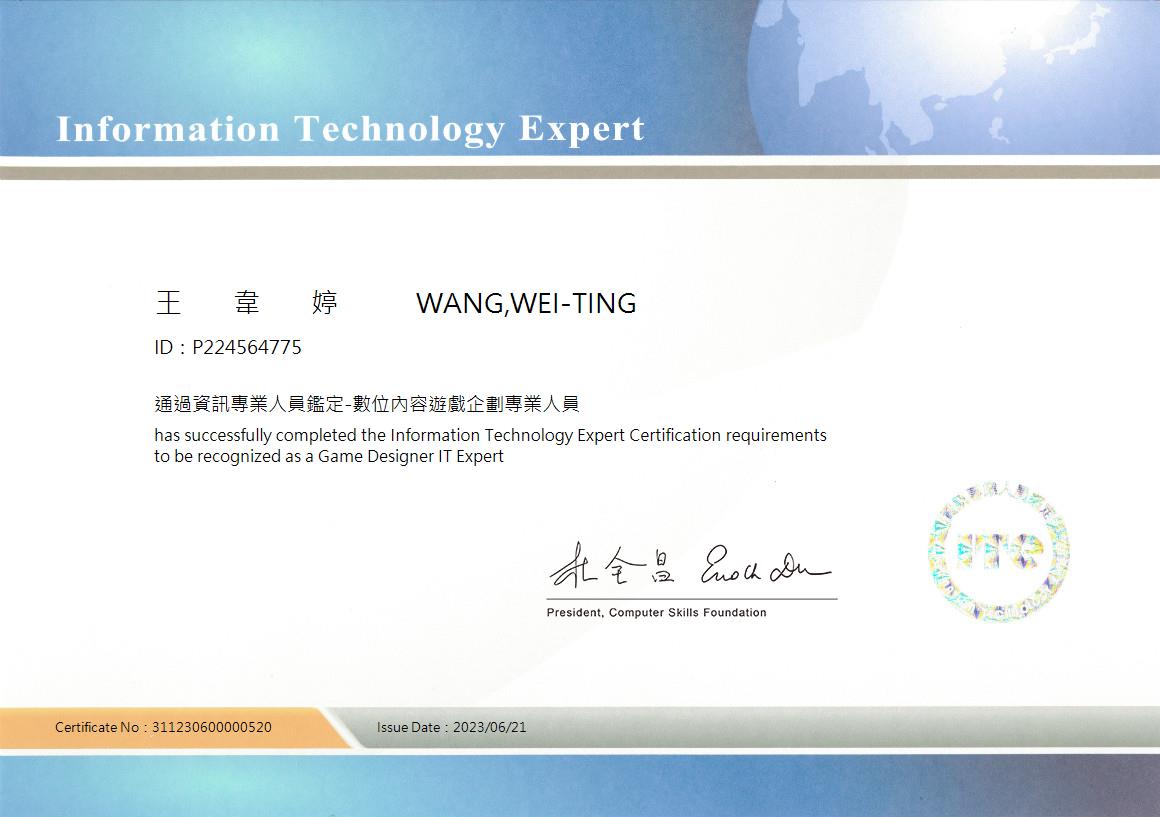 Information Technology Expert
王 韋 婷 WANG,WEI-TING
ID：P224564775
通過資訊專業人員鑑定-數位內容遊戲企劃專業人員
has successfully completed the Information Technology Expert Certification requirements
to be recognized as a Game Designer IT Expert
杜全昌 Enoch Du
ITE
President, Computer Skills Foundation
Certificate No：311230600000520 Issue Date：2023/06/21